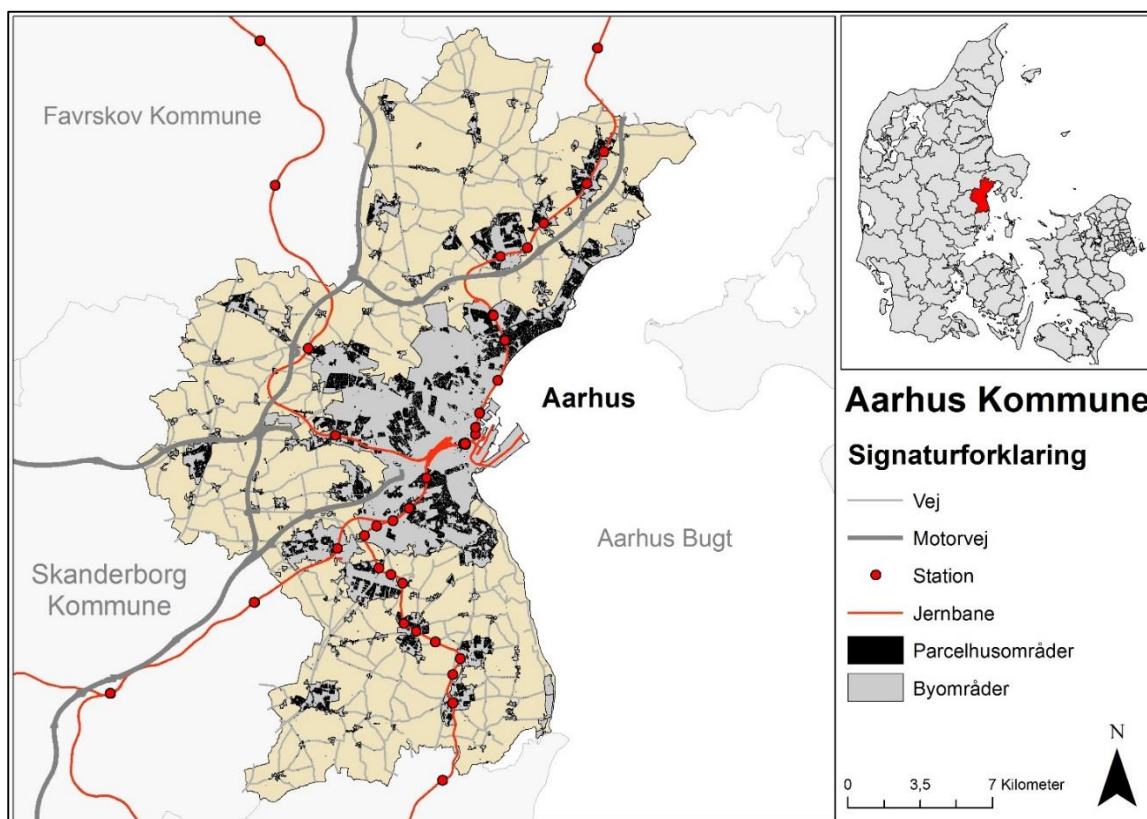 Favrskov Kommune
Aarhus
Aarhus Bugt
Skanderborg
Kommune
Aarhus Kommune
Signaturforklaring
Vej
Motorvej
Station
Jernbane
Parcelhusområder
Byområder
N
0 3,5 7 Kilometer